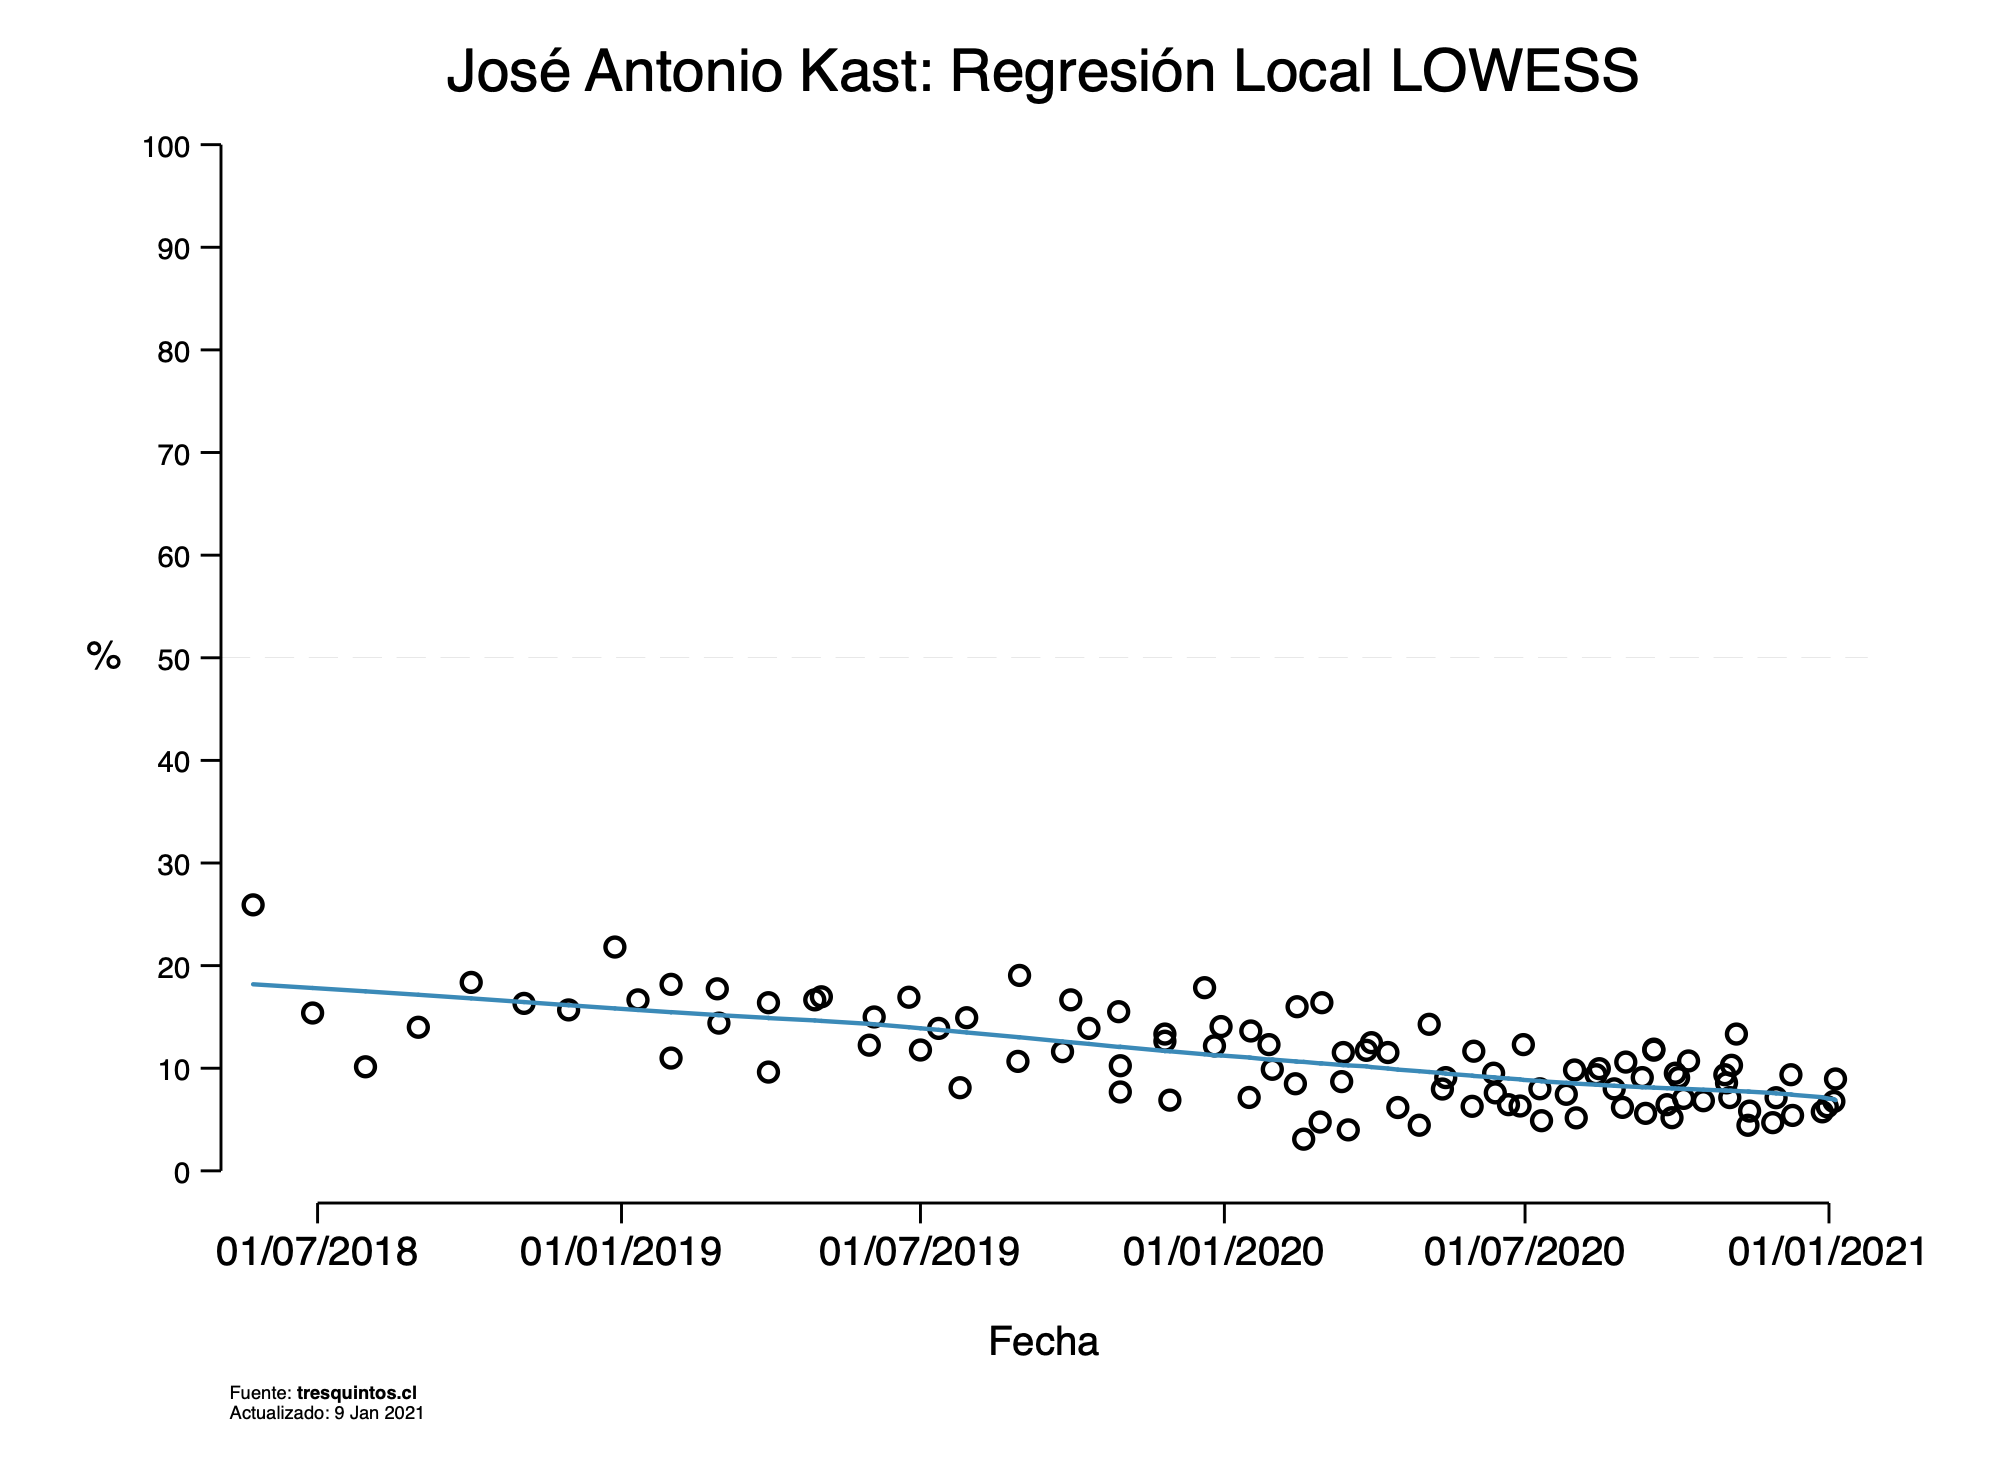 José Antonio Kast: Regresión Local LOWESS
100
90
80
70
60
% 50
40
30
20
10
0
01/07/2018 01/01/2019 01/07/2019 01/01/2020 01/07/2020 01/01/2021
Fecha
Fuente: tresquintos.cl
Actualizado: 9 Jan 2021